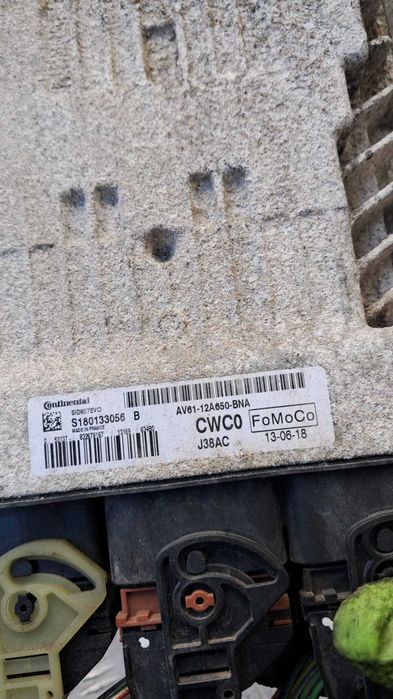 Continental
SID807EVO
S180133056 B
MADE IN FRANCE
AV61-12A650-BNA
CWC0 FoMoCo
J38AC 13-06-18